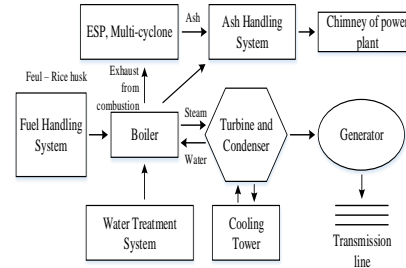 ESP, Multi-cyclone
Ash
Ash Handling
System
Chimney of power
plant
Feul – Rice husk
Exhaust
from
combustion
Fuel Handling
System
Boiler
Steam
Water
Turbine and
Condenser
Generator
Water Treatment
System
Cooling
Tower
Transmission
line